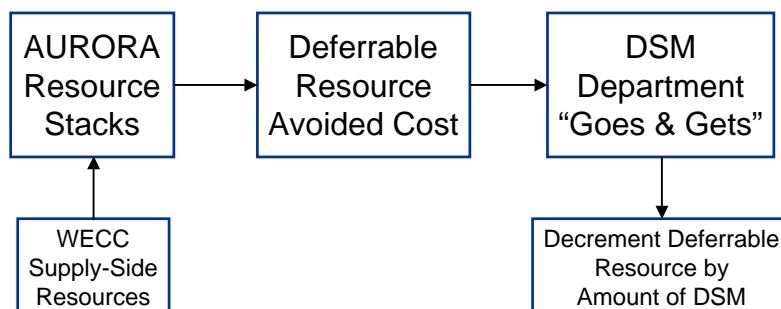 AURORA
Resource
Stacks
Deferrable
Resource
Avoided Cost
DSM
Department
“Goes & Gets”
WECC
Supply-Side
Resources
Decrement Deferrable
Resource by
Amount of DSM